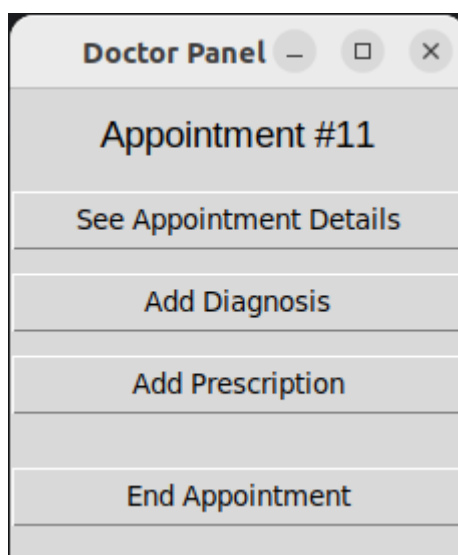 Doctor Panel
Appointment #11
See Appointment Details
Add Diagnosis
Add Prescription
End Appointment